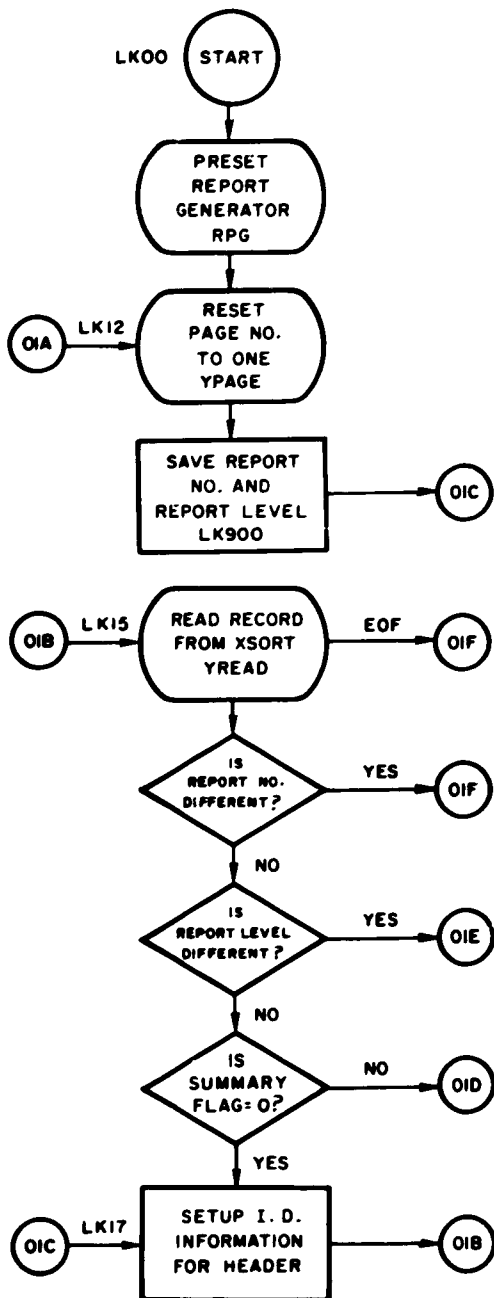 LK00
START
PRESET
REPORT
GENERATOR
RPG
01A
LK12
RESET
PAGE NO.
TO ONE
YPAGE
SAVE REPORT
NO. AND
REPORT LEVEL
LK900
01C
01B
LK15
READ RECORD
FROM XSORT
YREAD
EOF
01F
IS
REPORT NO.
DIFFERENT?
YES
01F
NO
IS
REPORT LEVEL
DIFFERENT?
YES
01E
NO
IS
SUMMARY
FLAG=0?
NO
01D
YES
01C
LK17
SETUP I.D.
INFORMATION
FOR HEADER
01B